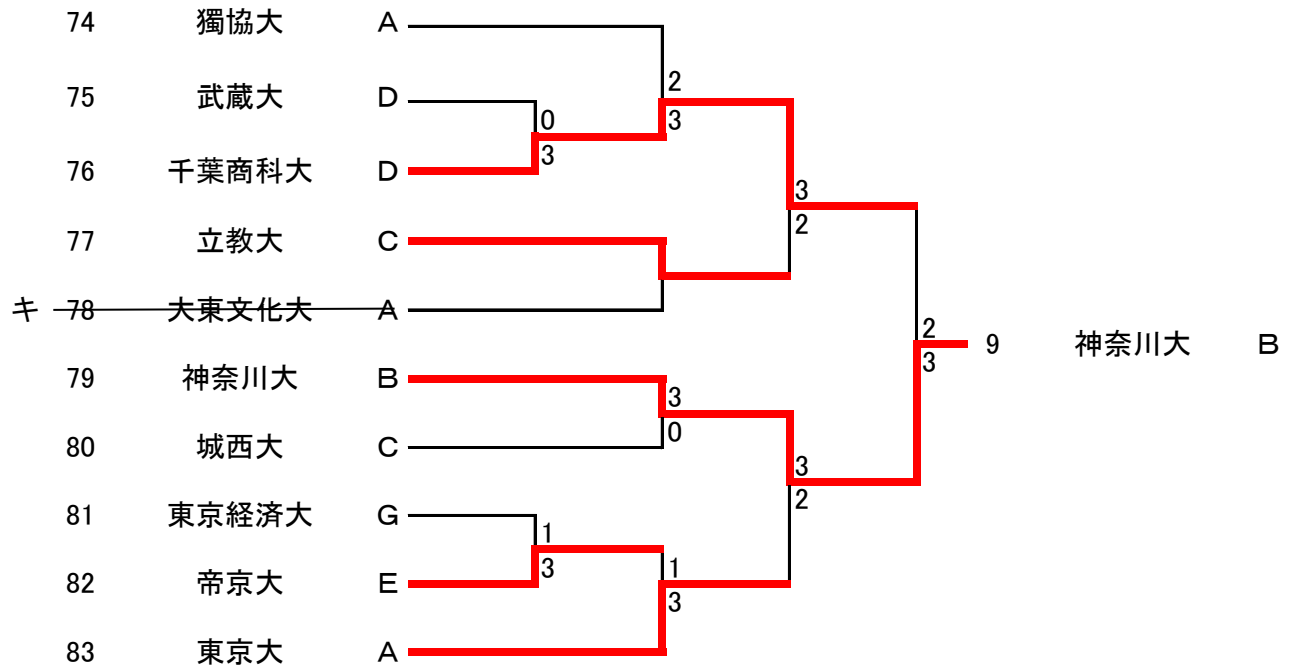 74 獨協大 A
2
75 武蔵大 D
0
3
3
76 千葉商科大 D
3
2
77 立教大 C
キ 78 大東文化大 A
2
9 神奈川大 B
3
79 神奈川大 B
3
0
80 城西大 C
3
2
81 東京経済大 G
1
3
82 帝京大 E
1
3
83 東京大 A